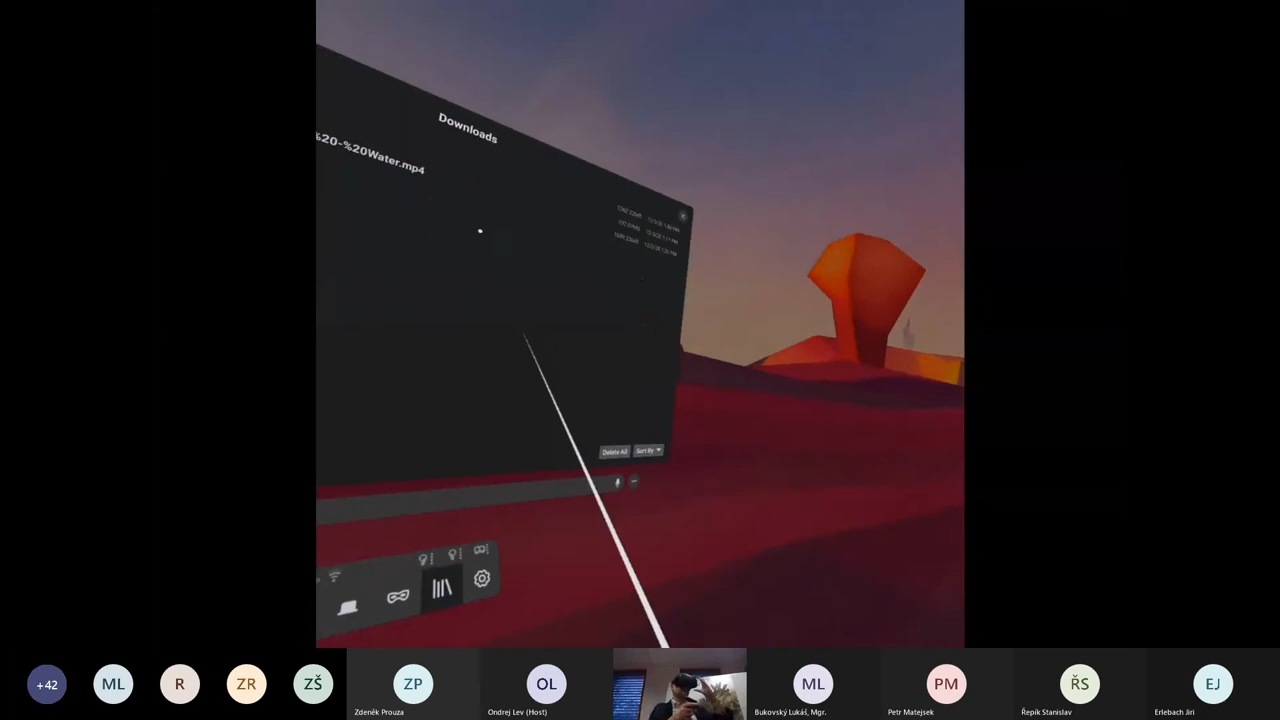 Downloads
%20-%20Water.mp4
Delete All
Sort By
+42
ML
R
ZR
ZŠ
ZP
OL
ML
PM
ŘS
EJ
Zdeněk Prouza
Ondrej Lev (Host)
Bukovský Lukáš, Mgr.
Petr Matejsek
Řepík Stanislav
Erlebach Jiri